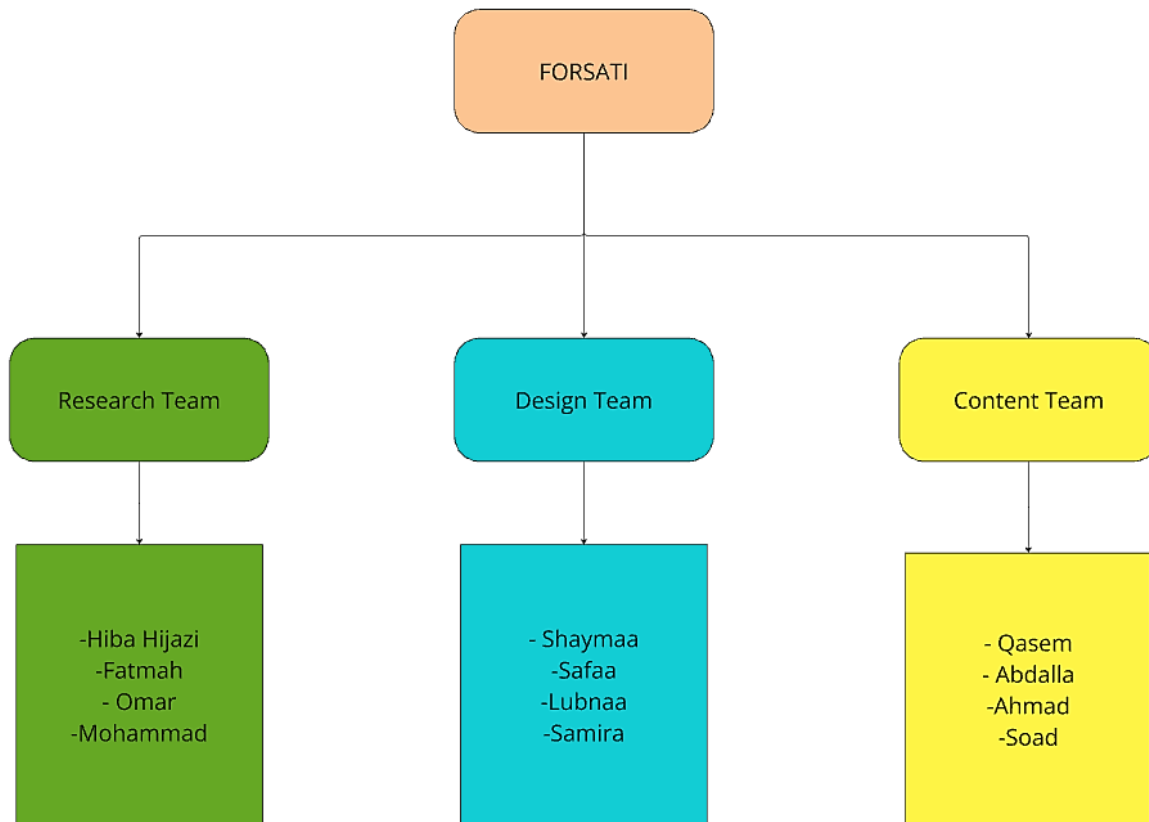 FORSATI
Research Team
Design Team
Content Team
-Hiba Hijazi
-Fatmah
- Omar
-Mohammad
- Shaymaa
-Safaa
-Lubnaa
-Samira
- Qasem
- Abdalla
-Ahmad
-Soad